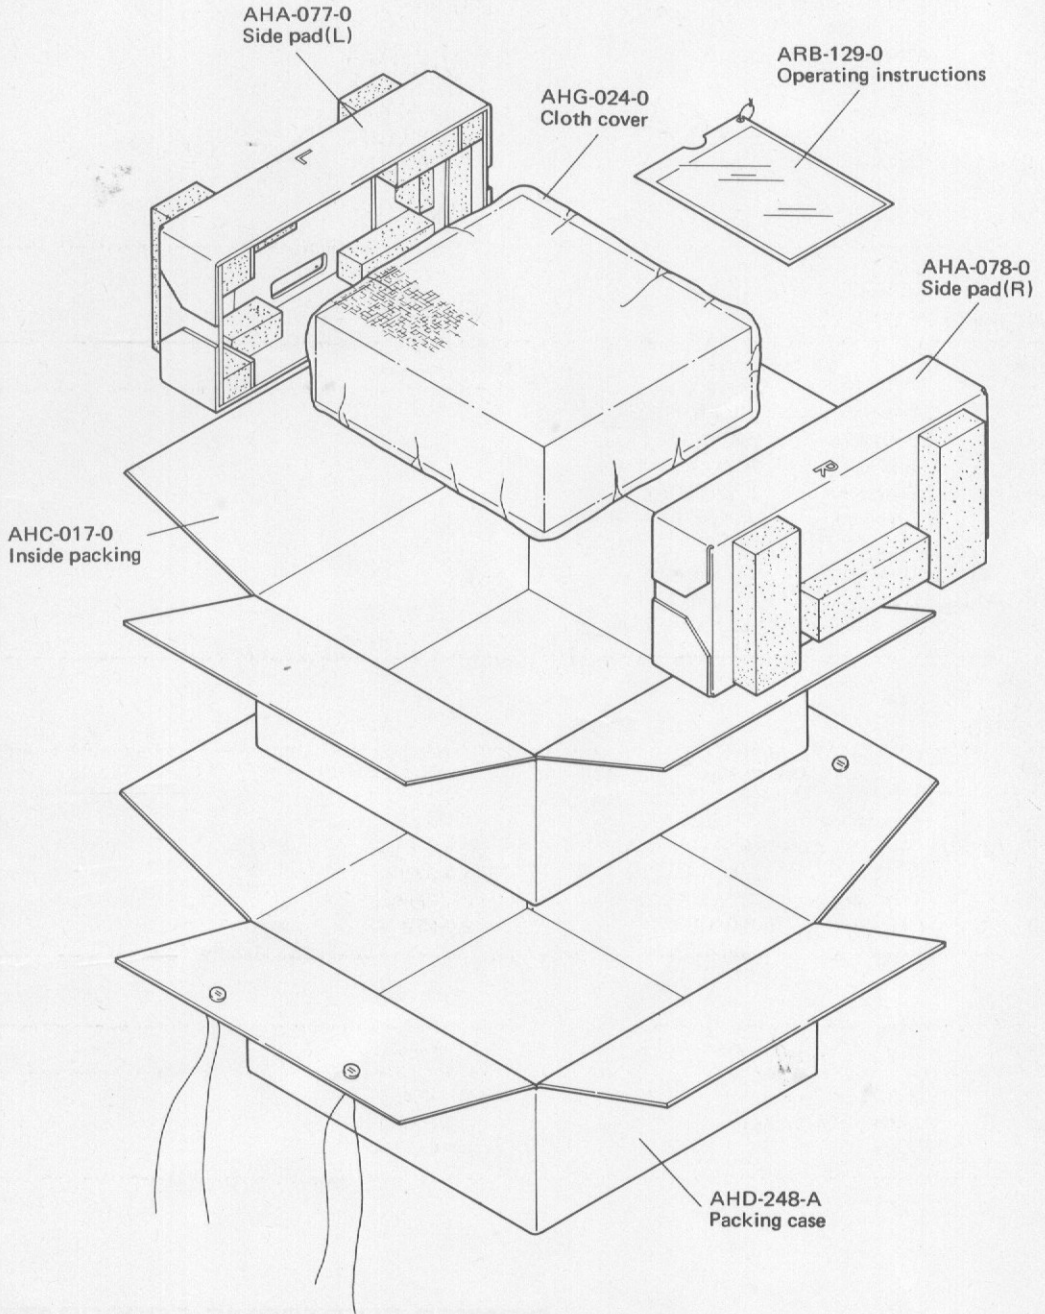 AHA-077-0
Side pad(L)
ARB-129-0
Operating instructions
AHG-024-0
Cloth cover
L
AHA-078-0
Side pad(R)
R
AHC-017-0
Inside packing
AHD-248-A
Packing case